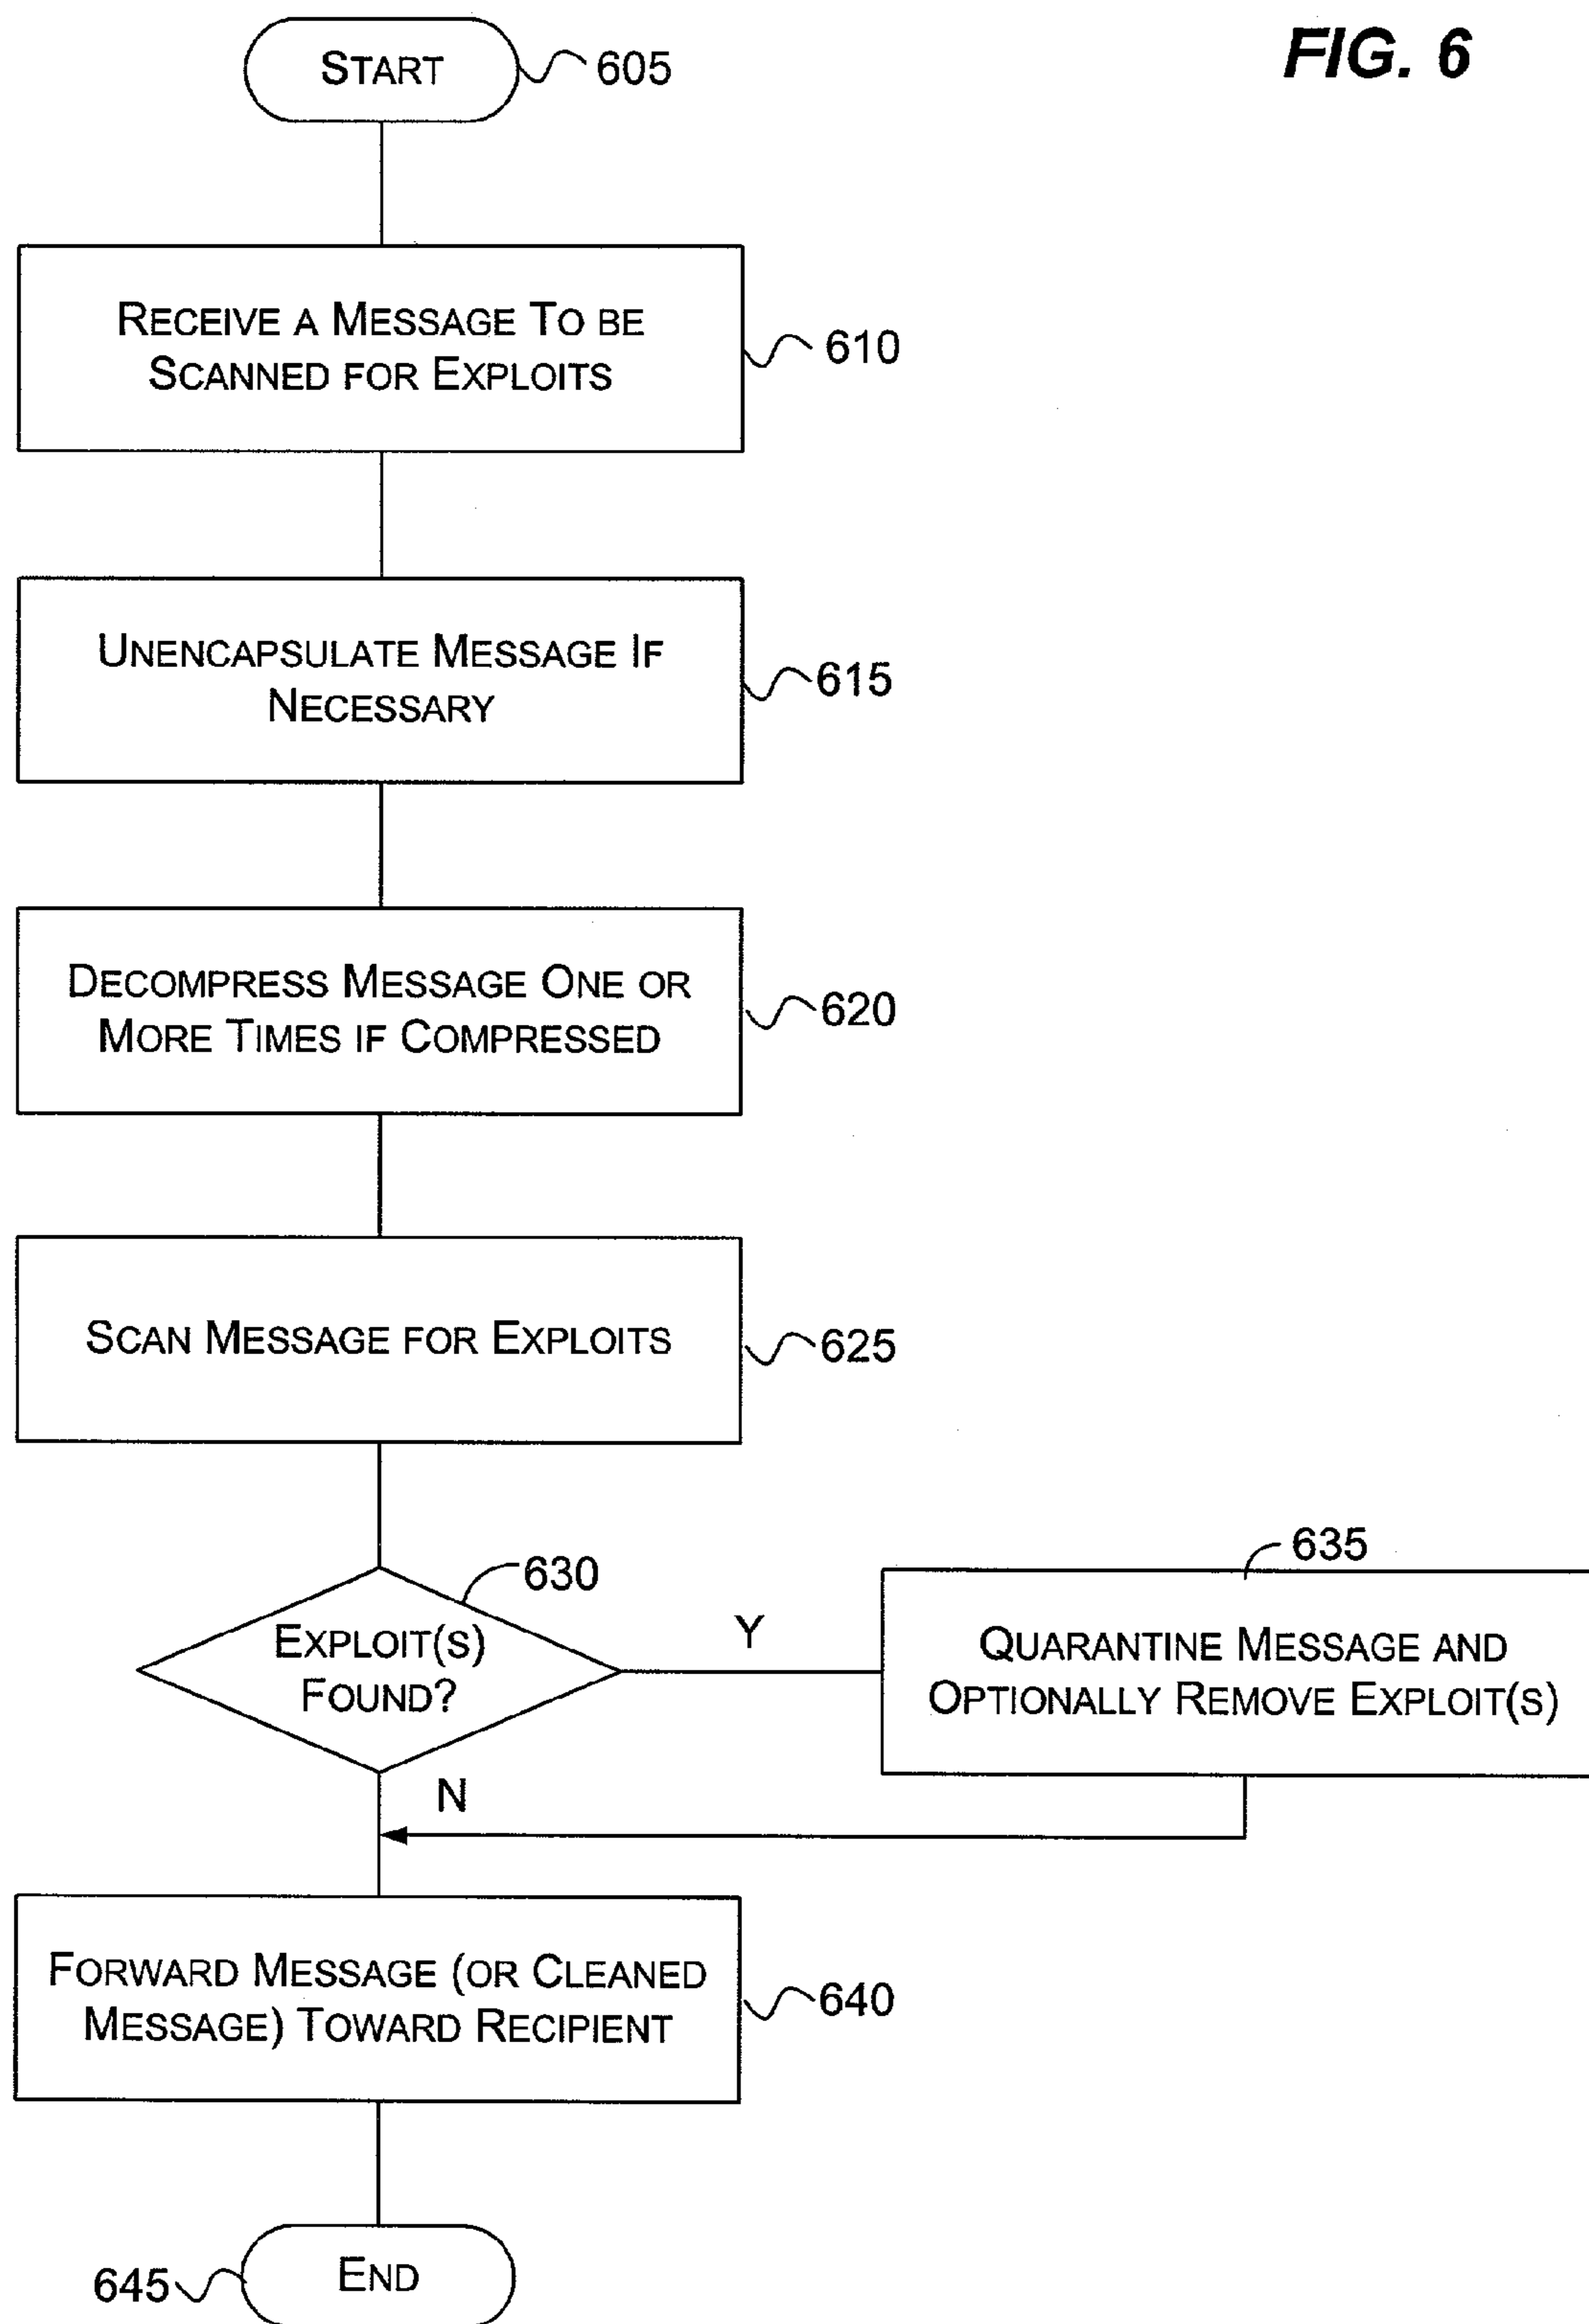 FIG. 6
START
605
RECEIVE A MESSAGE TO BE
SCANNED FOR EXPLOITS
610
UNENCAPSULATE MESSAGE IF
NECESSARY
615
DECOMPRESS MESSAGE ONE OR
MORE TIMES IF COMPRESSED
620
SCAN MESSAGE FOR EXPLOITS
625
630
EXPLOIT(S)
FOUND?
Y
635
QUARANTINE MESSAGE AND
OPTIONALLY REMOVE EXPLOIT(S)
N
FORWARD MESSAGE (OR CLEANED
MESSAGE) TOWARD RECIPIENT
640
645
END